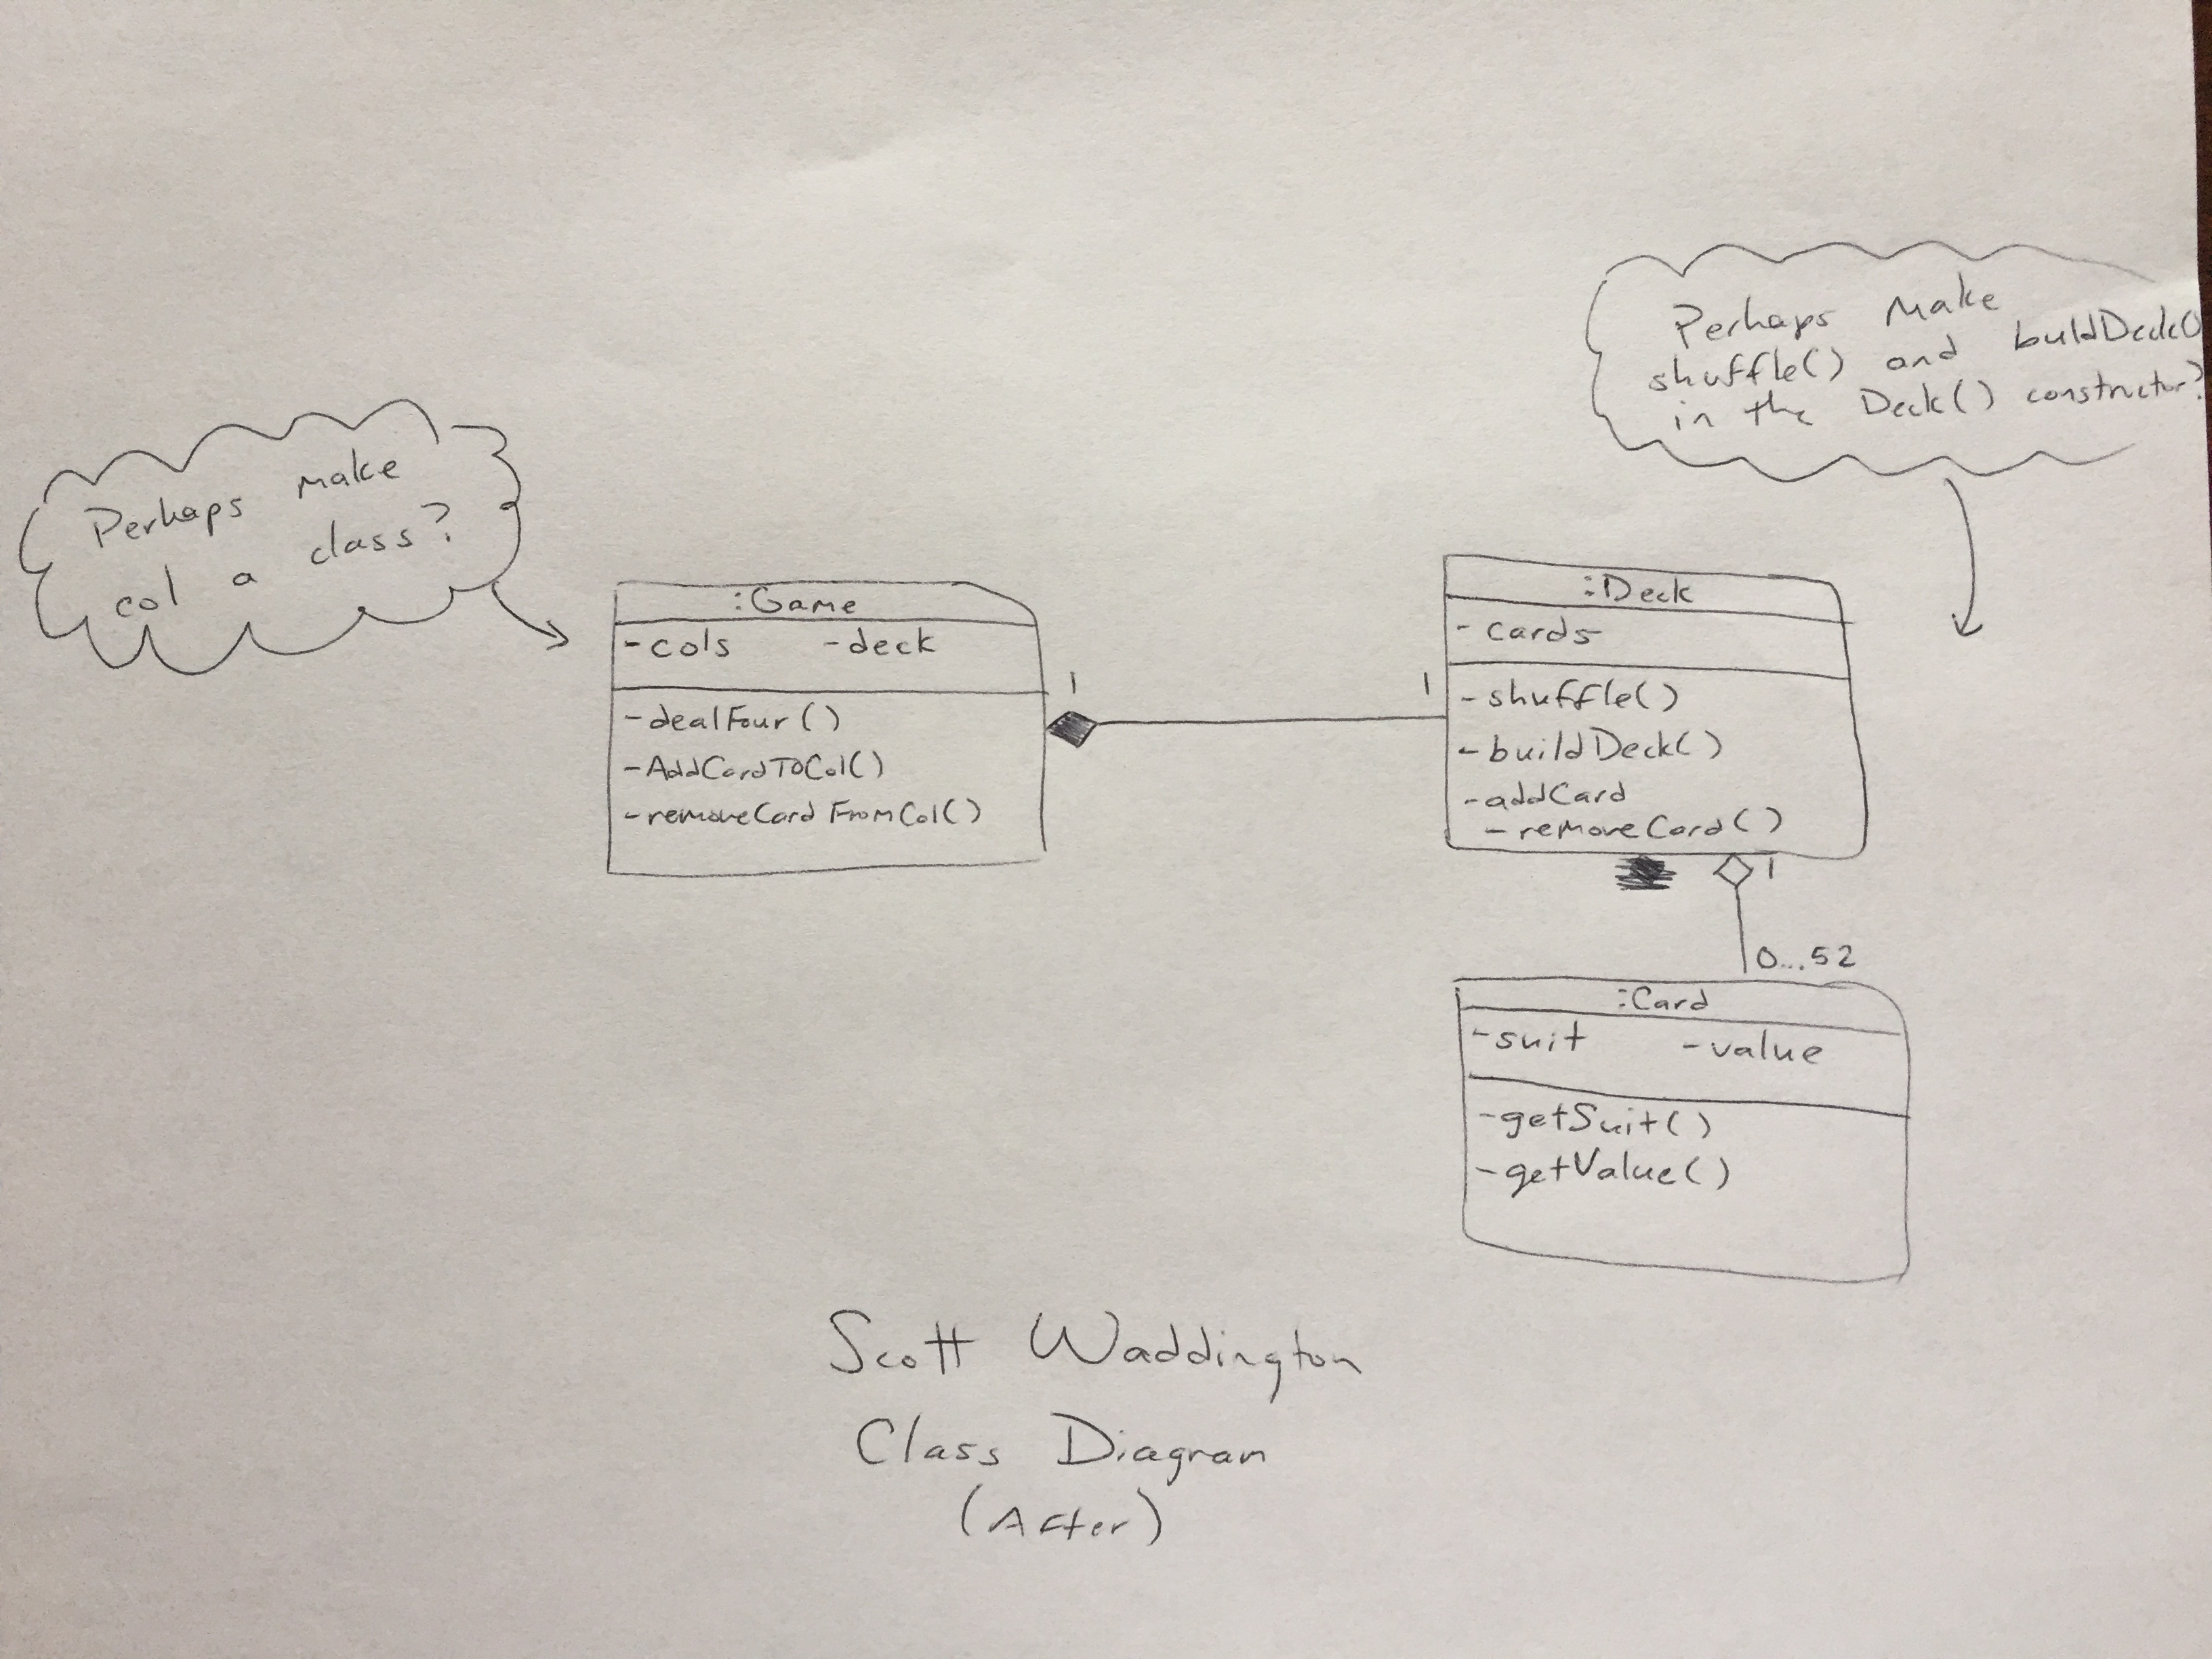 Perhaps make
col a class?
:Game
-cols -deck
-dealFour()
-AddCardToCol()
-removeCardFromCol()
1
1
Perhaps make buildDeck()
shuffle() and
in the Deck() constructor?
:Deck
-cards
-shuffle()
-buildDeck()
-addCard
-removeCard()
1
0...52
:Card
-suit -value
-getSuit()
-getValue()
Scott Waddington
Class Diagram
(After)